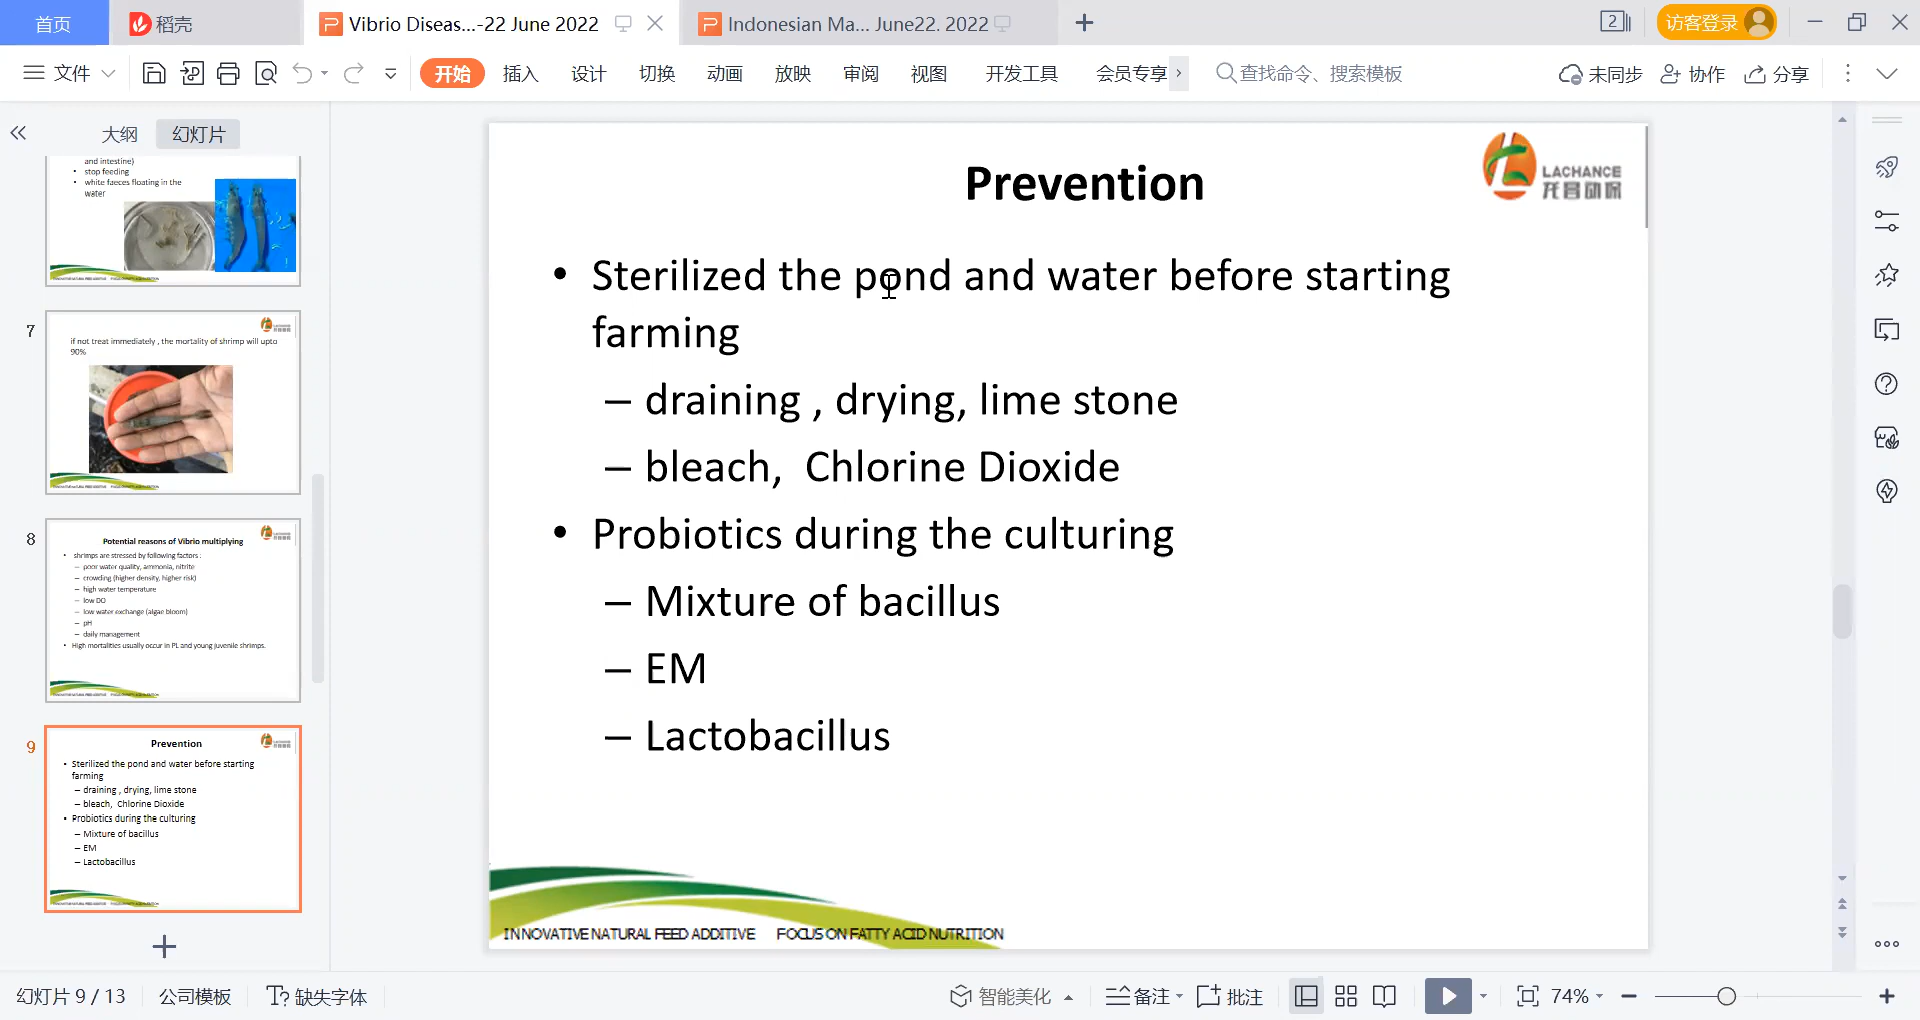 首页
稻壳
Vibrio Diseas...-22 June 2022
Indonesian Ma... June22. 2022
2
访客登录
文件
开始
插入
设计
切换
动画
放映
审阅
视图
开发工具
会员专享
查找命令、搜索模板
未同步
协作
分享
大纲
幻灯片
and intestine)
• stop feeding
• white faeces floating in the
water
7
if not treat immediately , the mortality of shrimp will upto
90%
8
Potential reasons of Vibrio multiplying
• shrimps are stressed by following factors :
– poor water quality, ammonia, nitrite
– crowding (higher density, higher risk)
– high water temperature
– low DO
– low water exchange (algae bloom)
– pH
– daily management
• High mortalities usually occur in PL and young juvenile shrimps.
9
Prevention
• Sterilized the pond and water before starting
farming
– draining , drying, lime stone
– bleach, Chlorine Dioxide
• Probiotics during the culturing
– Mixture of bacillus
– EM
– Lactobacillus
Prevention
LACHANCE
• Sterilized the pond and water before starting
farming
– draining , drying, lime stone
– bleach, Chlorine Dioxide
• Probiotics during the culturing
– Mixture of bacillus
– EM
– Lactobacillus
INNOVATIVE NATURAL FEED ADDITIVE FOCUS ON FATTY ACID NUTRITION
幻灯片 9 / 13
公司模板
缺失字体
智能美化
备注
批注
74%